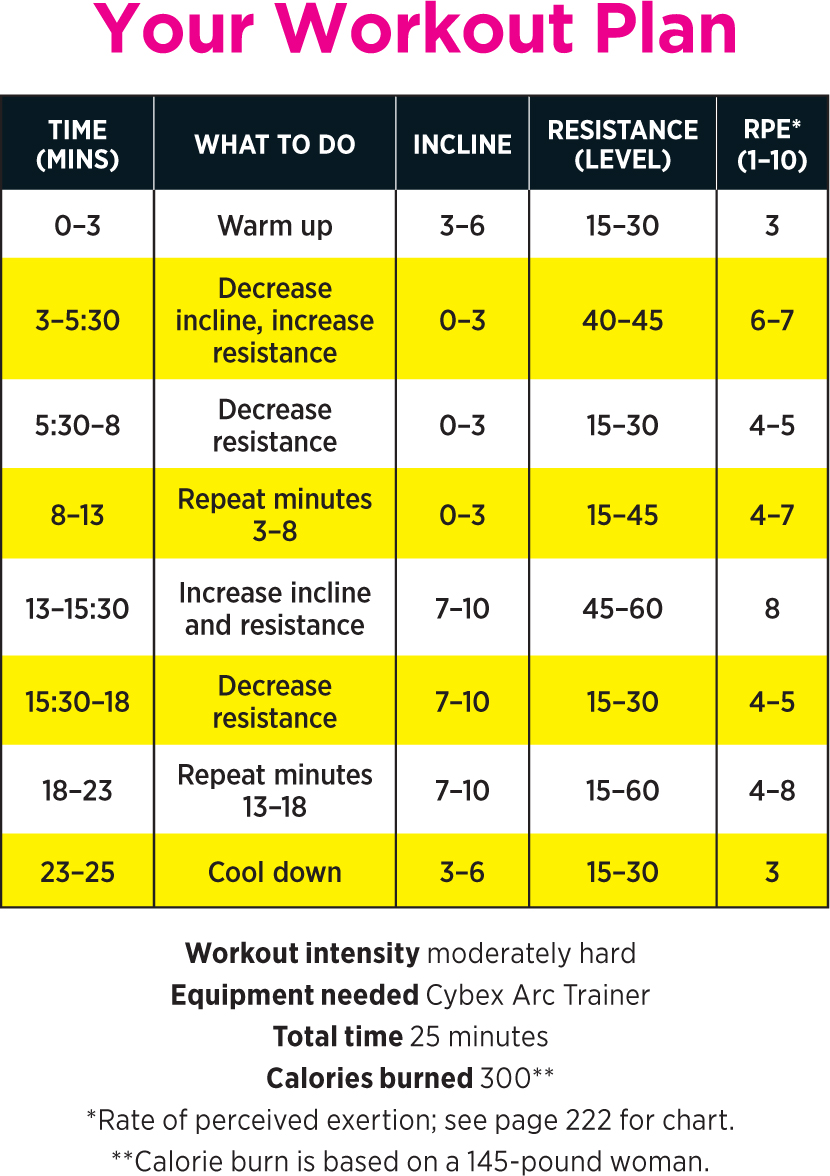 Your Workout Plan
TIME (MINS) WHAT TO DO INCLINE RESISTANCE (LEVEL) RPE* (1–10)
0–3 Warm up 3–6 15–30 3
3–5:30 Decrease incline, increase resistance 0–3 40–45 6–7
5:30–8 Decrease resistance 0–3 15–30 4–5
8–13 Repeat minutes 3–8 0–3 15–45 4–7
13–15:30 Increase incline and resistance 7–10 45–60 8
15:30–18 Decrease resistance 7–10 15–30 4–5
18–23 Repeat minutes 13–18 7–10 15–60 4–8
23–25 Cool down 3–6 15–30 3
Workout intensity moderately hard
Equipment needed Cybex Arc Trainer
Total time 25 minutes
Calories burned 300**
*Rate of perceived exertion; see page 222 for chart.
**Calorie burn is based on a 145-pound woman.